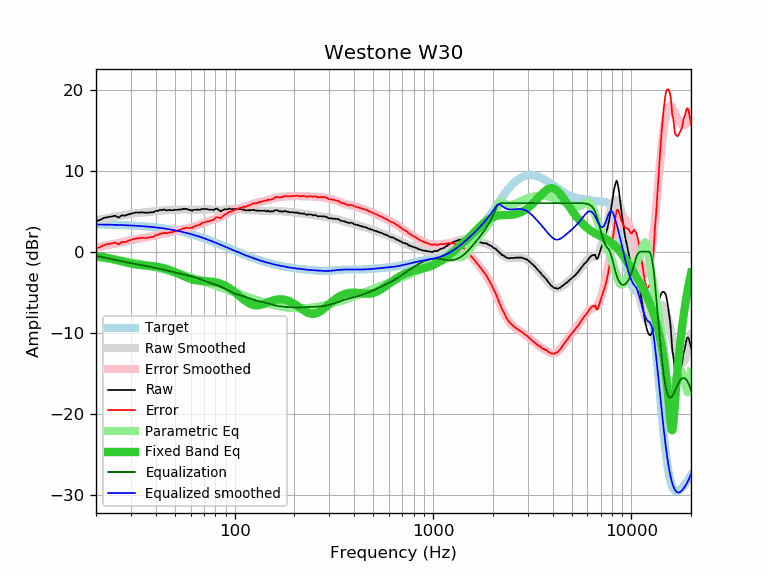 Westone W30
20
10
0
−10
−20
−30
Amplitude (dBr)
Target
Raw Smoothed
Error Smoothed
Raw
Error
Parametric Eq
Fixed Band Eq
Equalization
Equalized smoothed
100
1000
10000
Frequency (Hz)